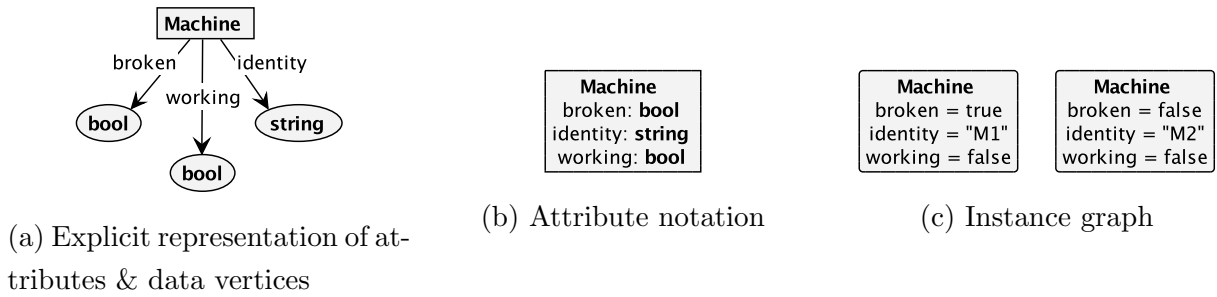 Machine
broken
identity
working
bool
string
bool
(a) Explicit representation of at-
tributes & data vertices
Machine
broken: bool
identity: string
working: bool
(b) Attribute notation
Machine
broken = true
identity = "M1"
working = false
Machine
broken = false
identity = "M2"
working = false
(c) Instance graph